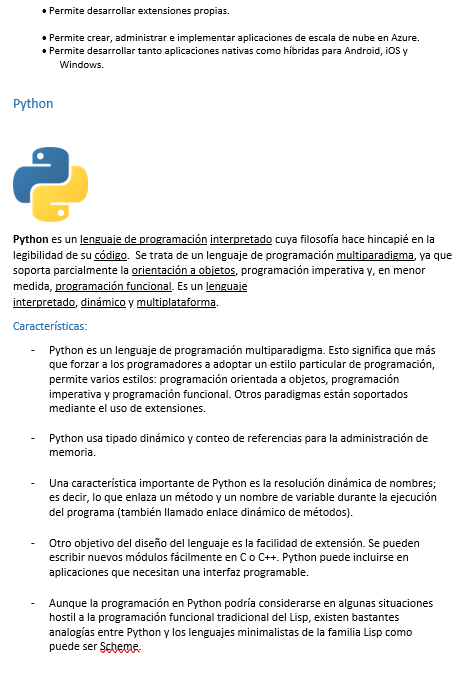 • Permite desarrollar extensiones propias.
• Permite crear, administrar e implementar aplicaciones de escala de nube en Azure.
• Permite desarrollar tanto aplicaciones nativas como híbridas para Android, iOS y
Windows.
Python
Python es un lenguaje de programación interpretado cuya filosofía hace hincapié en la
legibilidad de su código. Se trata de un lenguaje de programación multiparadigma, ya que
soporta parcialmente la orientación a objetos, programación imperativa y, en menor
medida, programación funcional. Es un lenguaje
interpretado, dinámico y multiplataforma.
Características:
- Python es un lenguaje de programación multiparadigma. Esto significa que más
que forzar a los programadores a adoptar un estilo particular de programación,
permite varios estilos: programación orientada a objetos, programación
imperativa y programación funcional. Otros paradigmas están soportados
mediante el uso de extensiones.
- Python usa tipado dinámico y conteo de referencias para la administración de
memoria.
- Una característica importante de Python es la resolución dinámica de nombres;
es decir, lo que enlaza un método y un nombre de variable durante la ejecución
del programa (también llamado enlace dinámico de métodos).
- Otro objetivo del diseño del lenguaje es la facilidad de extensión. Se pueden
escribir nuevos módulos fácilmente en C o C++. Python puede incluirse en
aplicaciones que necesitan una interfaz programable.
- Aunque la programación en Python podría considerarse en algunas situaciones
hostil a la programación funcional tradicional del Lisp, existen bastantes
analogías entre Python y los lenguajes minimalistas de la familia Lisp como
puede ser Scheme.